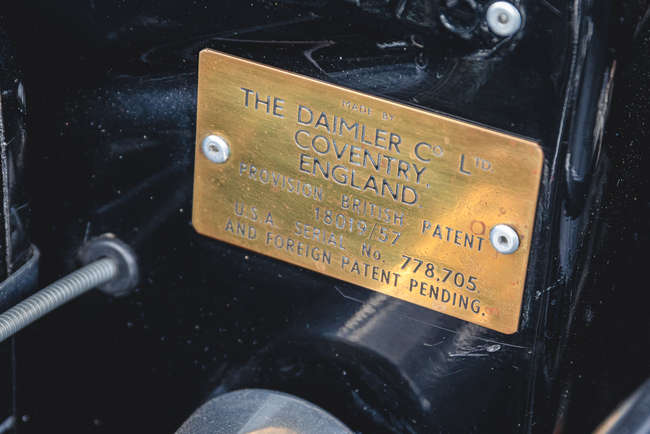 MADE BY
THE DAIMLER Co LTD.
COVENTRY,
ENGLAND.
PROVISION BRITISH PATENT
18019/57
U.S.A. SERIAL No. 778,705.
AND FOREIGN PATENT PENDING.